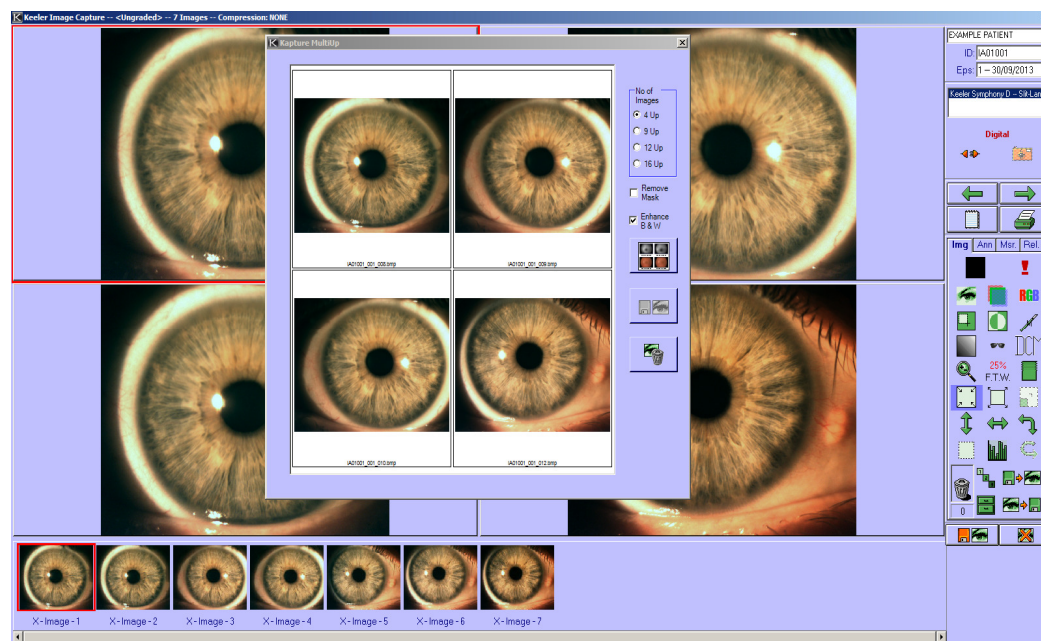 Keeler Image Capture -- <Ungraded> -- 7 Images -- Compression: NONE
Kapture MultiUp
EXAMPLE PATIENT
ID: IA01001
Eps: 1 – 30/09/2013
Keeler Symphony D – Slit-Lam
Digital
No of
Images
4 Up
9 Up
12 Up
16 Up
Remove
Mask
Enhance
B & W
IA01001_001_008.bmp
IA01001_001_009.bmp
IA01001_001_010.bmp
IA01001_001_012.bmp
Img Ann Msr. Rel.
RGB
DCM
25%
F.T.W.
0
X-Image-1 X-Image-2 X-Image-3 X-Image-4 X-Image-5 X-Image-6 X-Image-7